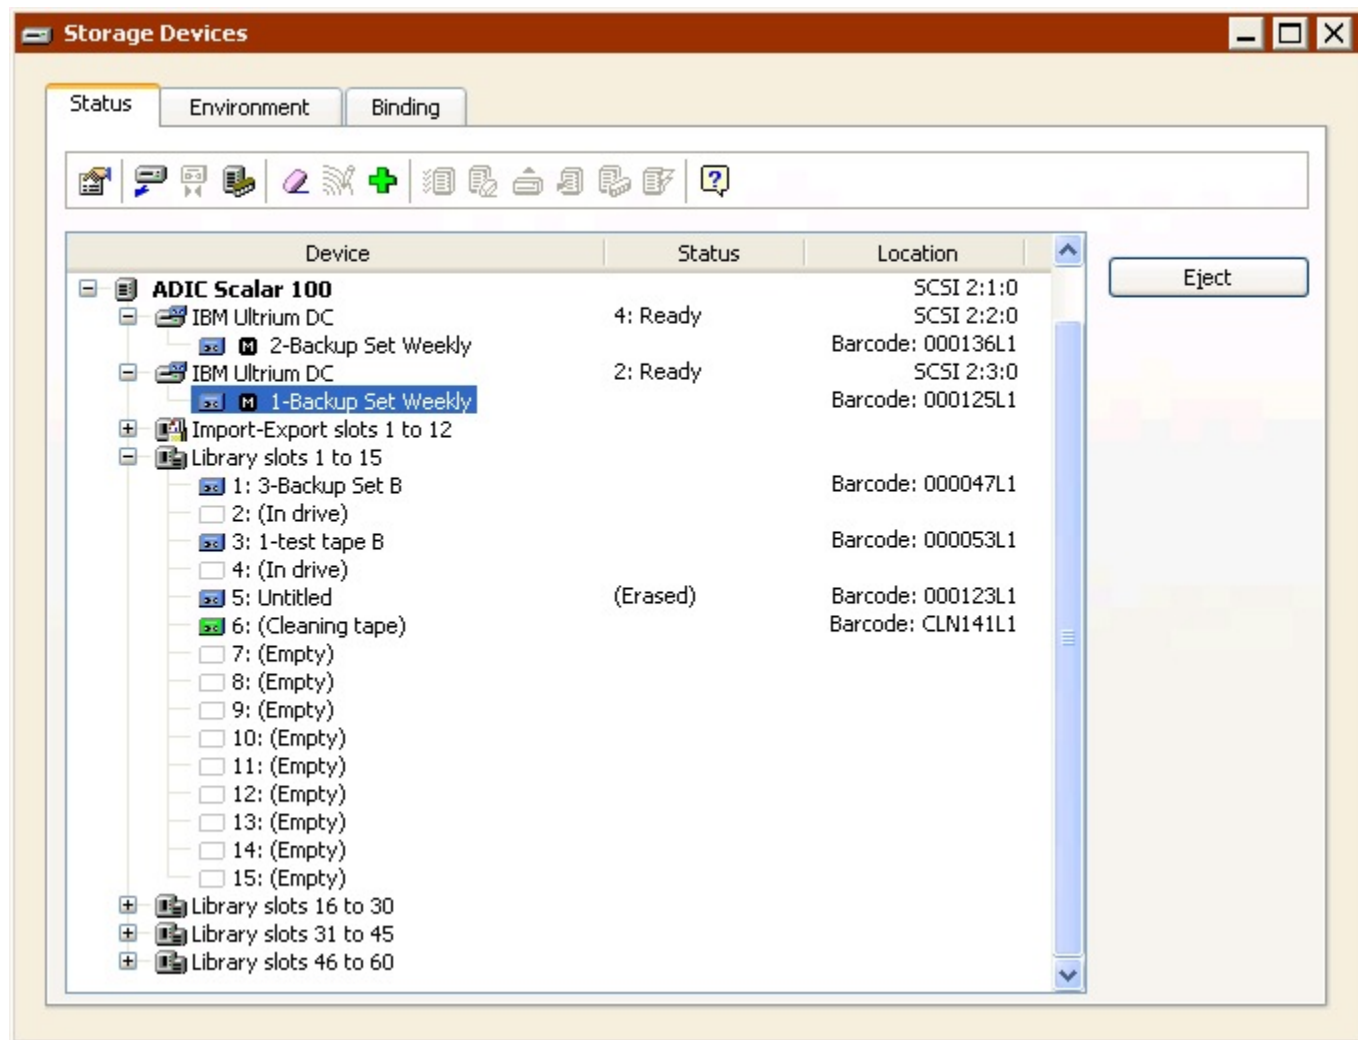 Storage Devices
Status Environment Binding
Device Status Location
Eject
ADIC Scalar 100 SCSI 2:1:0
IBM Ultrium DC 4: Ready SCSI 2:2:0
M 2-Backup Set Weekly Barcode: 000136L1
IBM Ultrium DC 2: Ready SCSI 2:3:0
M 1-Backup Set Weekly Barcode: 000125L1
Import-Export slots 1 to 12
Library slots 1 to 15
1: 3-Backup Set B Barcode: 000047L1
2: (In drive)
3: 1-test tape B Barcode: 000053L1
4: (In drive)
5: Untitled (Erased) Barcode: 000123L1
6: (Cleaning tape) Barcode: CLN141L1
7: (Empty)
8: (Empty)
9: (Empty)
10: (Empty)
11: (Empty)
12: (Empty)
13: (Empty)
14: (Empty)
15: (Empty)
Library slots 16 to 30
Library slots 31 to 45
Library slots 46 to 60